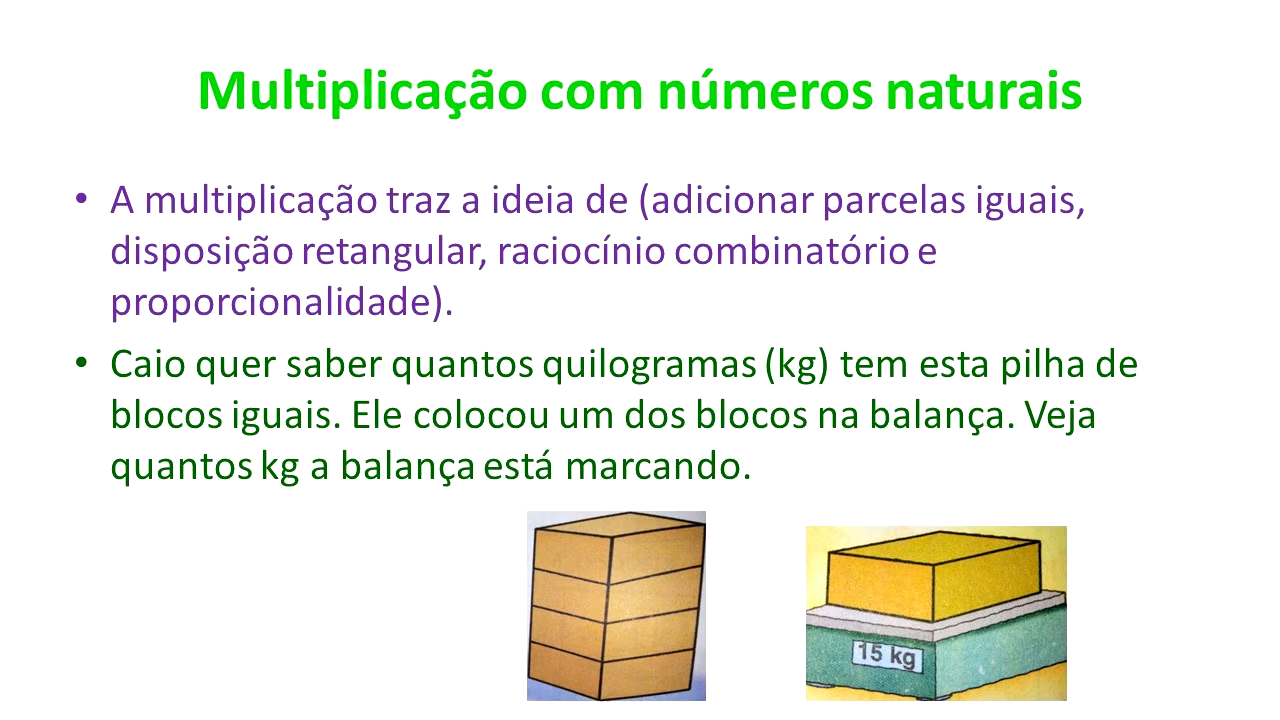 Multiplicação com números naturais
• A multiplicação traz a ideia de (adicionar parcelas iguais,
disposição retangular, raciocínio combinatório e
proporcionalidade).
• Caio quer saber quantos quilogramas (kg) tem esta pilha de
blocos iguais. Ele colocou um dos blocos na balança. Veja
quantos kg a balança está marcando.
15 kg